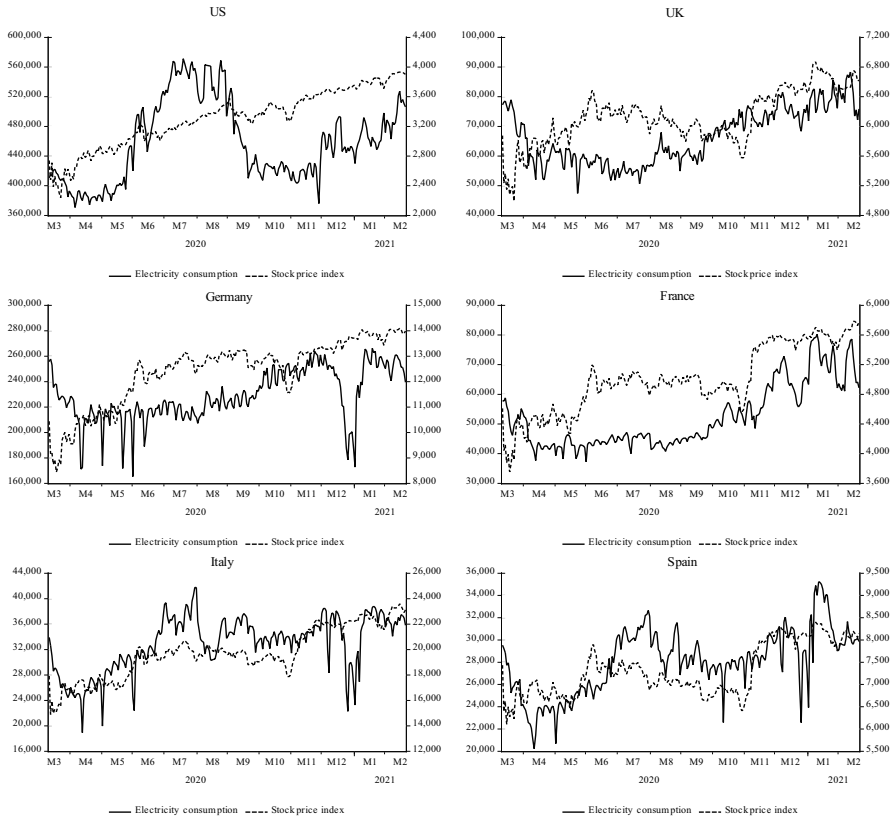 US
600,000 4,400
560,000 4,000
520,000 3,600
480,000 3,200
440,000 2,800
400,000 2,400
360,000 2,000
M3 M4 M5 M6 M7 M8 M9 M10 M11 M12 M1 M2
2020 2021
Electricity consumption Stock price index
UK
100,000 7,200
90,000 6,800
80,000 6,400
70,000 6,000
60,000 5,600
50,000 5,200
40,000 4,800
M3 M4 M5 M6 M7 M8 M9 M10 M11 M12 M1 M2
2020 2021
Electricity consumption Stock price index
Germany
300,000 15,000
280,000 14,000
260,000 13,000
240,000 12,000
220,000 11,000
200,000 10,000
180,000 9,000
160,000 8,000
M3 M4 M5 M6 M7 M8 M9 M10 M11 M12 M1 M2
2020 2021
Electricity consumption Stock price index
France
90,000 6,000
80,000 5,600
70,000 5,200
60,000 4,800
50,000 4,400
40,000 4,000
30,000 3,600
M3 M4 M5 M6 M7 M8 M9 M10 M11 M12 M1 M2
2020 2021
Electricity consumption Stock price index
Italy
44,000 26,000
40,000 24,000
36,000 22,000
32,000 20,000
28,000 18,000
24,000 16,000
20,000 14,000
16,000 12,000
M3 M4 M5 M6 M7 M8 M9 M10 M11 M12 M1 M2
2020 2021
Electricity consumption Stock price index
Spain
36,000 9,500
34,000 9,000
32,000 8,500
30,000 8,000
28,000 7,500
26,000 7,000
24,000 6,500
22,000 6,000
20,000 5,500
M3 M4 M5 M6 M7 M8 M9 M10 M11 M12 M1 M2
2020 2021
Electricity consumption Stock price index